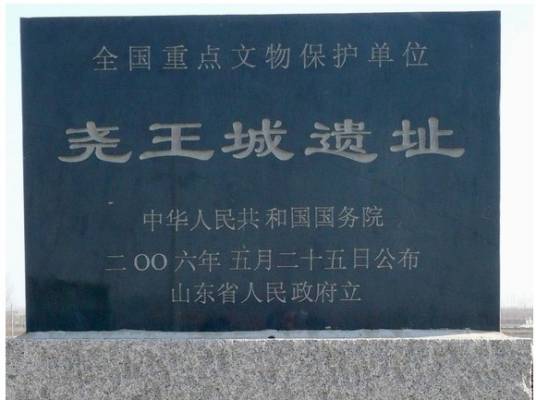 全国重点文物保护单位
尧王城遗址
中华人民共和国国务院
二OO六年五月二十五日公布
山东省人民政府立